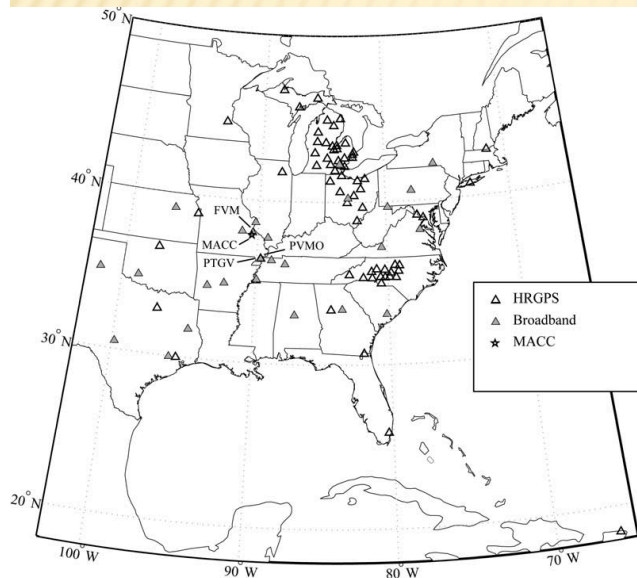 50°N
40°N
30°N
20°N
FVM
MACC
PVMO
PTGV
HRGPS
Broadband
MACC
100°W
90°W
80°W
70°W